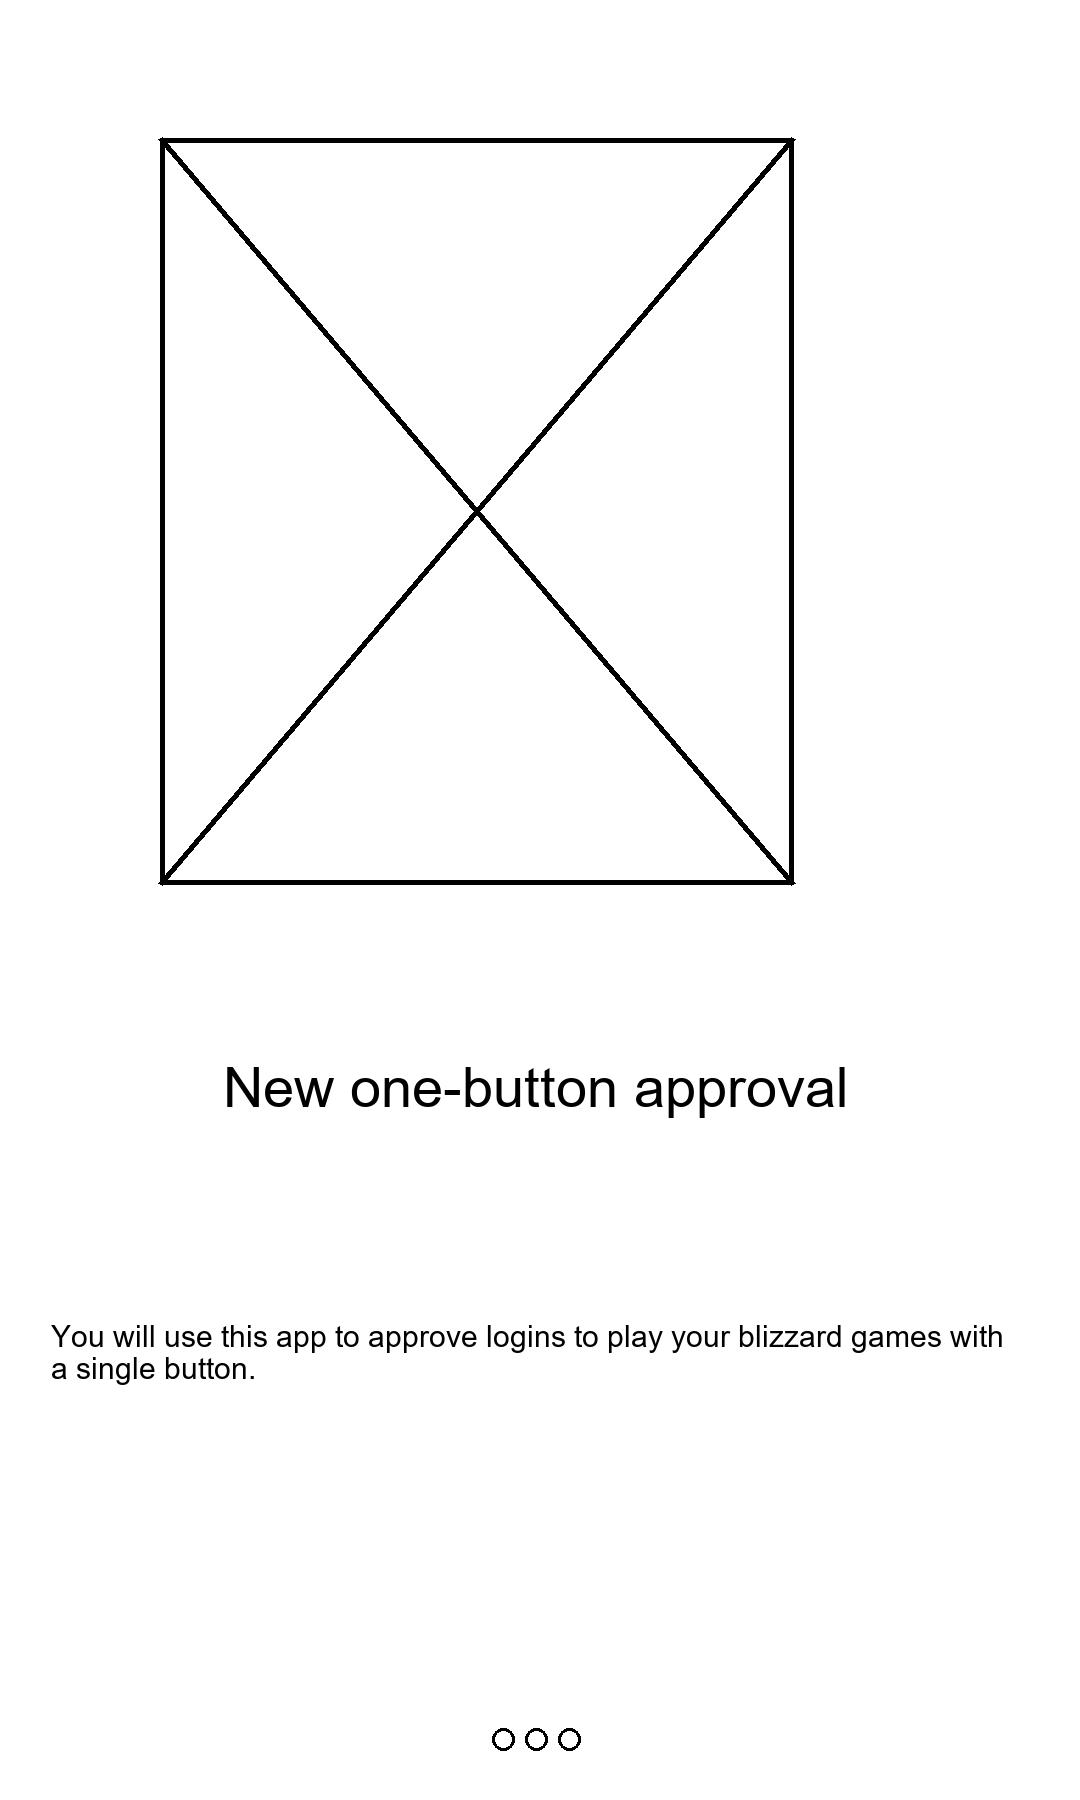 New one-button approval
You will use this app to approve logins to play your blizzard games with
a single button.